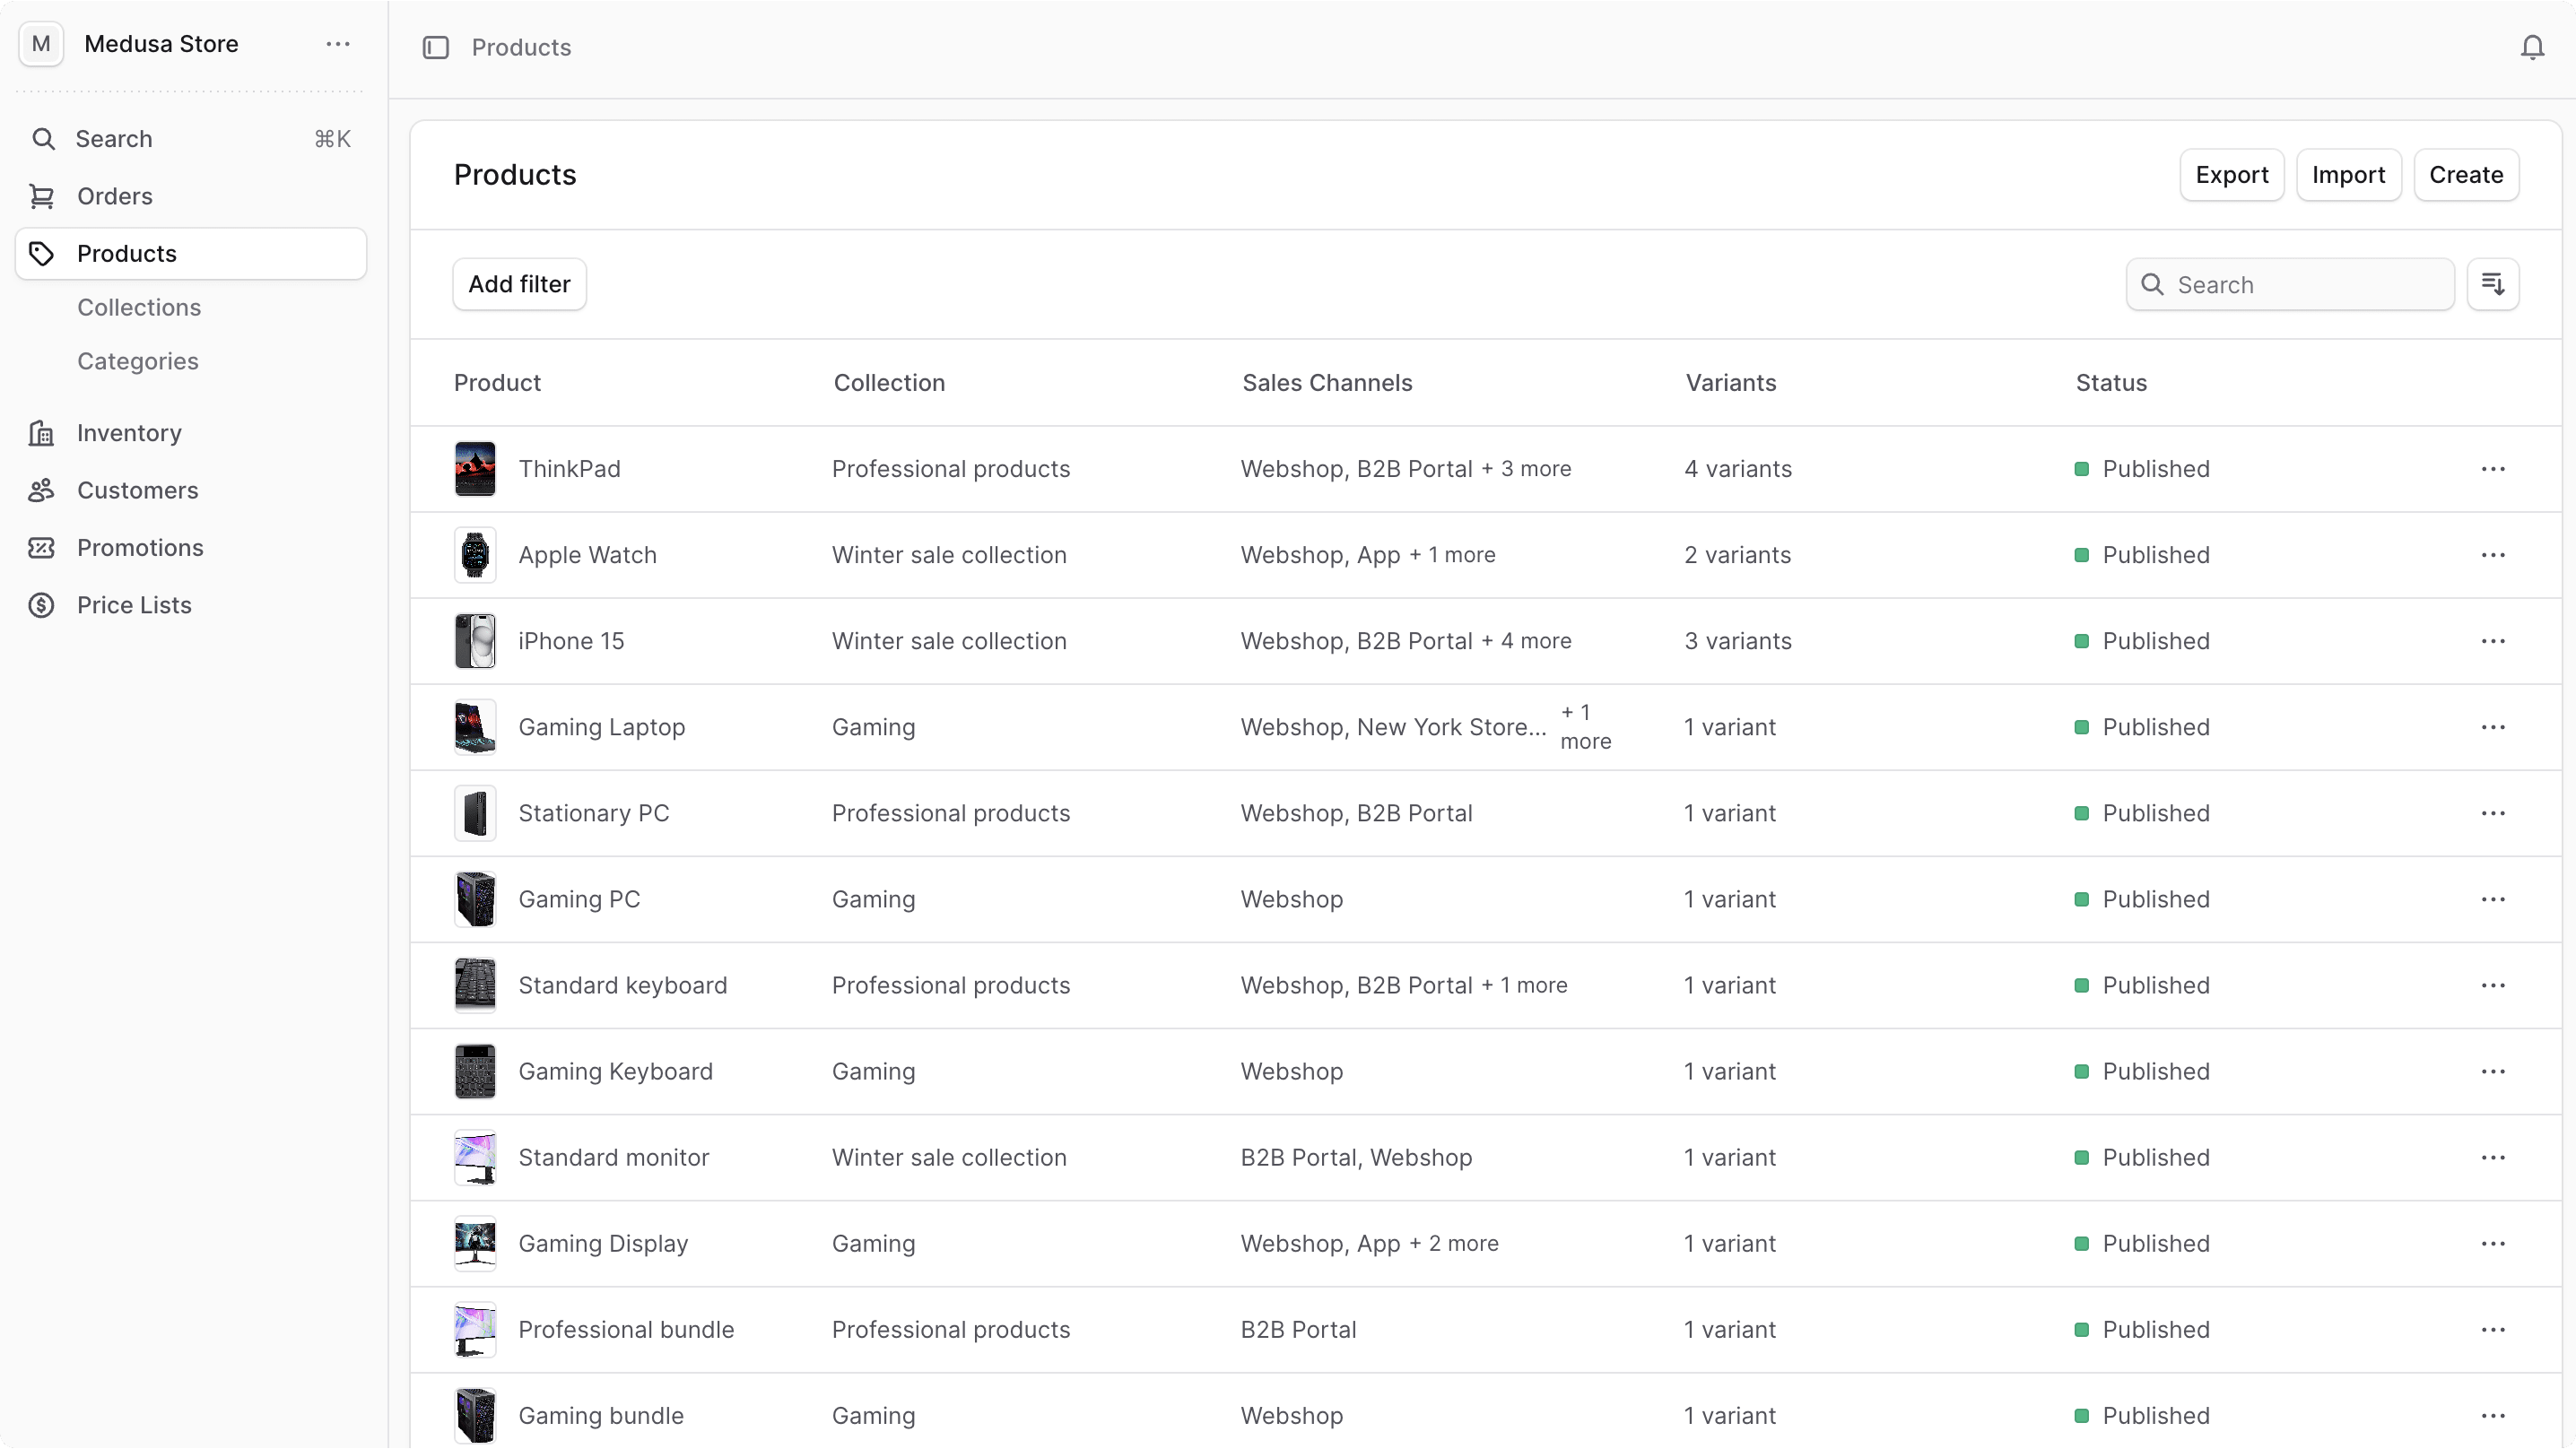 M Medusa Store
Search ⌘K
Orders
Products
Collections
Categories
Inventory
Customers
Promotions
Price Lists
Products
Products
Export Import Create
Add filter
Search
Product Collection Sales Channels Variants Status
ThinkPad Professional products Webshop, B2B Portal + 3 more 4 variants Published
Apple Watch Winter sale collection Webshop, App + 1 more 2 variants Published
iPhone 15 Winter sale collection Webshop, B2B Portal + 4 more 3 variants Published
Gaming Laptop Gaming Webshop, New York Store... + 1 more 1 variant Published
Stationary PC Professional products Webshop, B2B Portal 1 variant Published
Gaming PC Gaming Webshop 1 variant Published
Standard keyboard Professional products Webshop, B2B Portal + 1 more 1 variant Published
Gaming Keyboard Gaming Webshop 1 variant Published
Standard monitor Winter sale collection B2B Portal, Webshop 1 variant Published
Gaming Display Gaming Webshop, App + 2 more 1 variant Published
Professional bundle Professional products B2B Portal 1 variant Published
Gaming bundle Gaming Webshop 1 variant Published